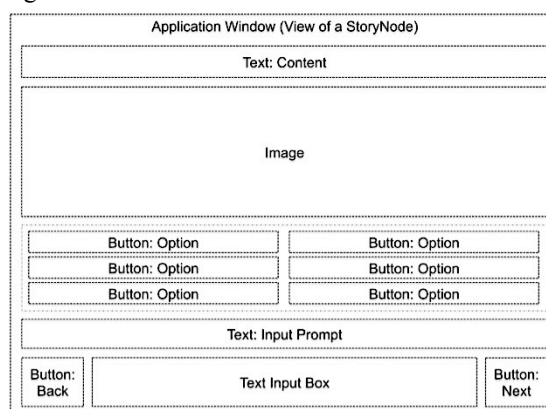 Application Window (View of a StoryNode)
Text: Content
Image
Button: Option Button: Option
Button: Option Button: Option
Button: Option Button: Option
Text: Input Prompt
Button: Back
Text Input Box
Button: Next